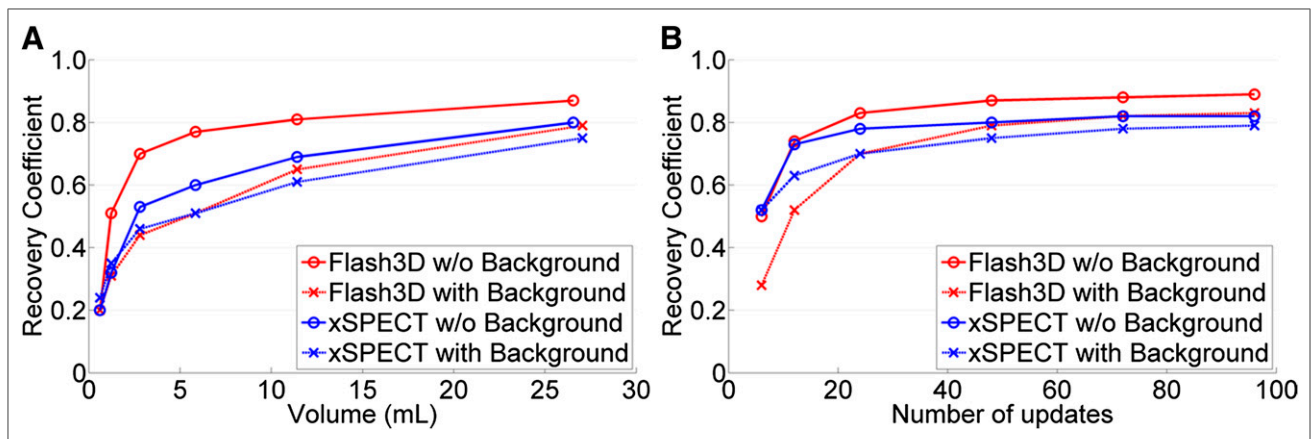 A
Recovery Coefficient
1.0
0.8
0.6
0.4
0.2
0
0 5 10 15 20 25 30
Volume (mL)
Flash3D w/o Background
Flash3D with Background
xSPECT w/o Background
xSPECT with Background
B
Recovery Coefficient
1.0
0.8
0.6
0.4
0.2
0
0 20 40 60 80 100
Number of updates
Flash3D w/o Background
Flash3D with Background
xSPECT w/o Background
xSPECT with Background